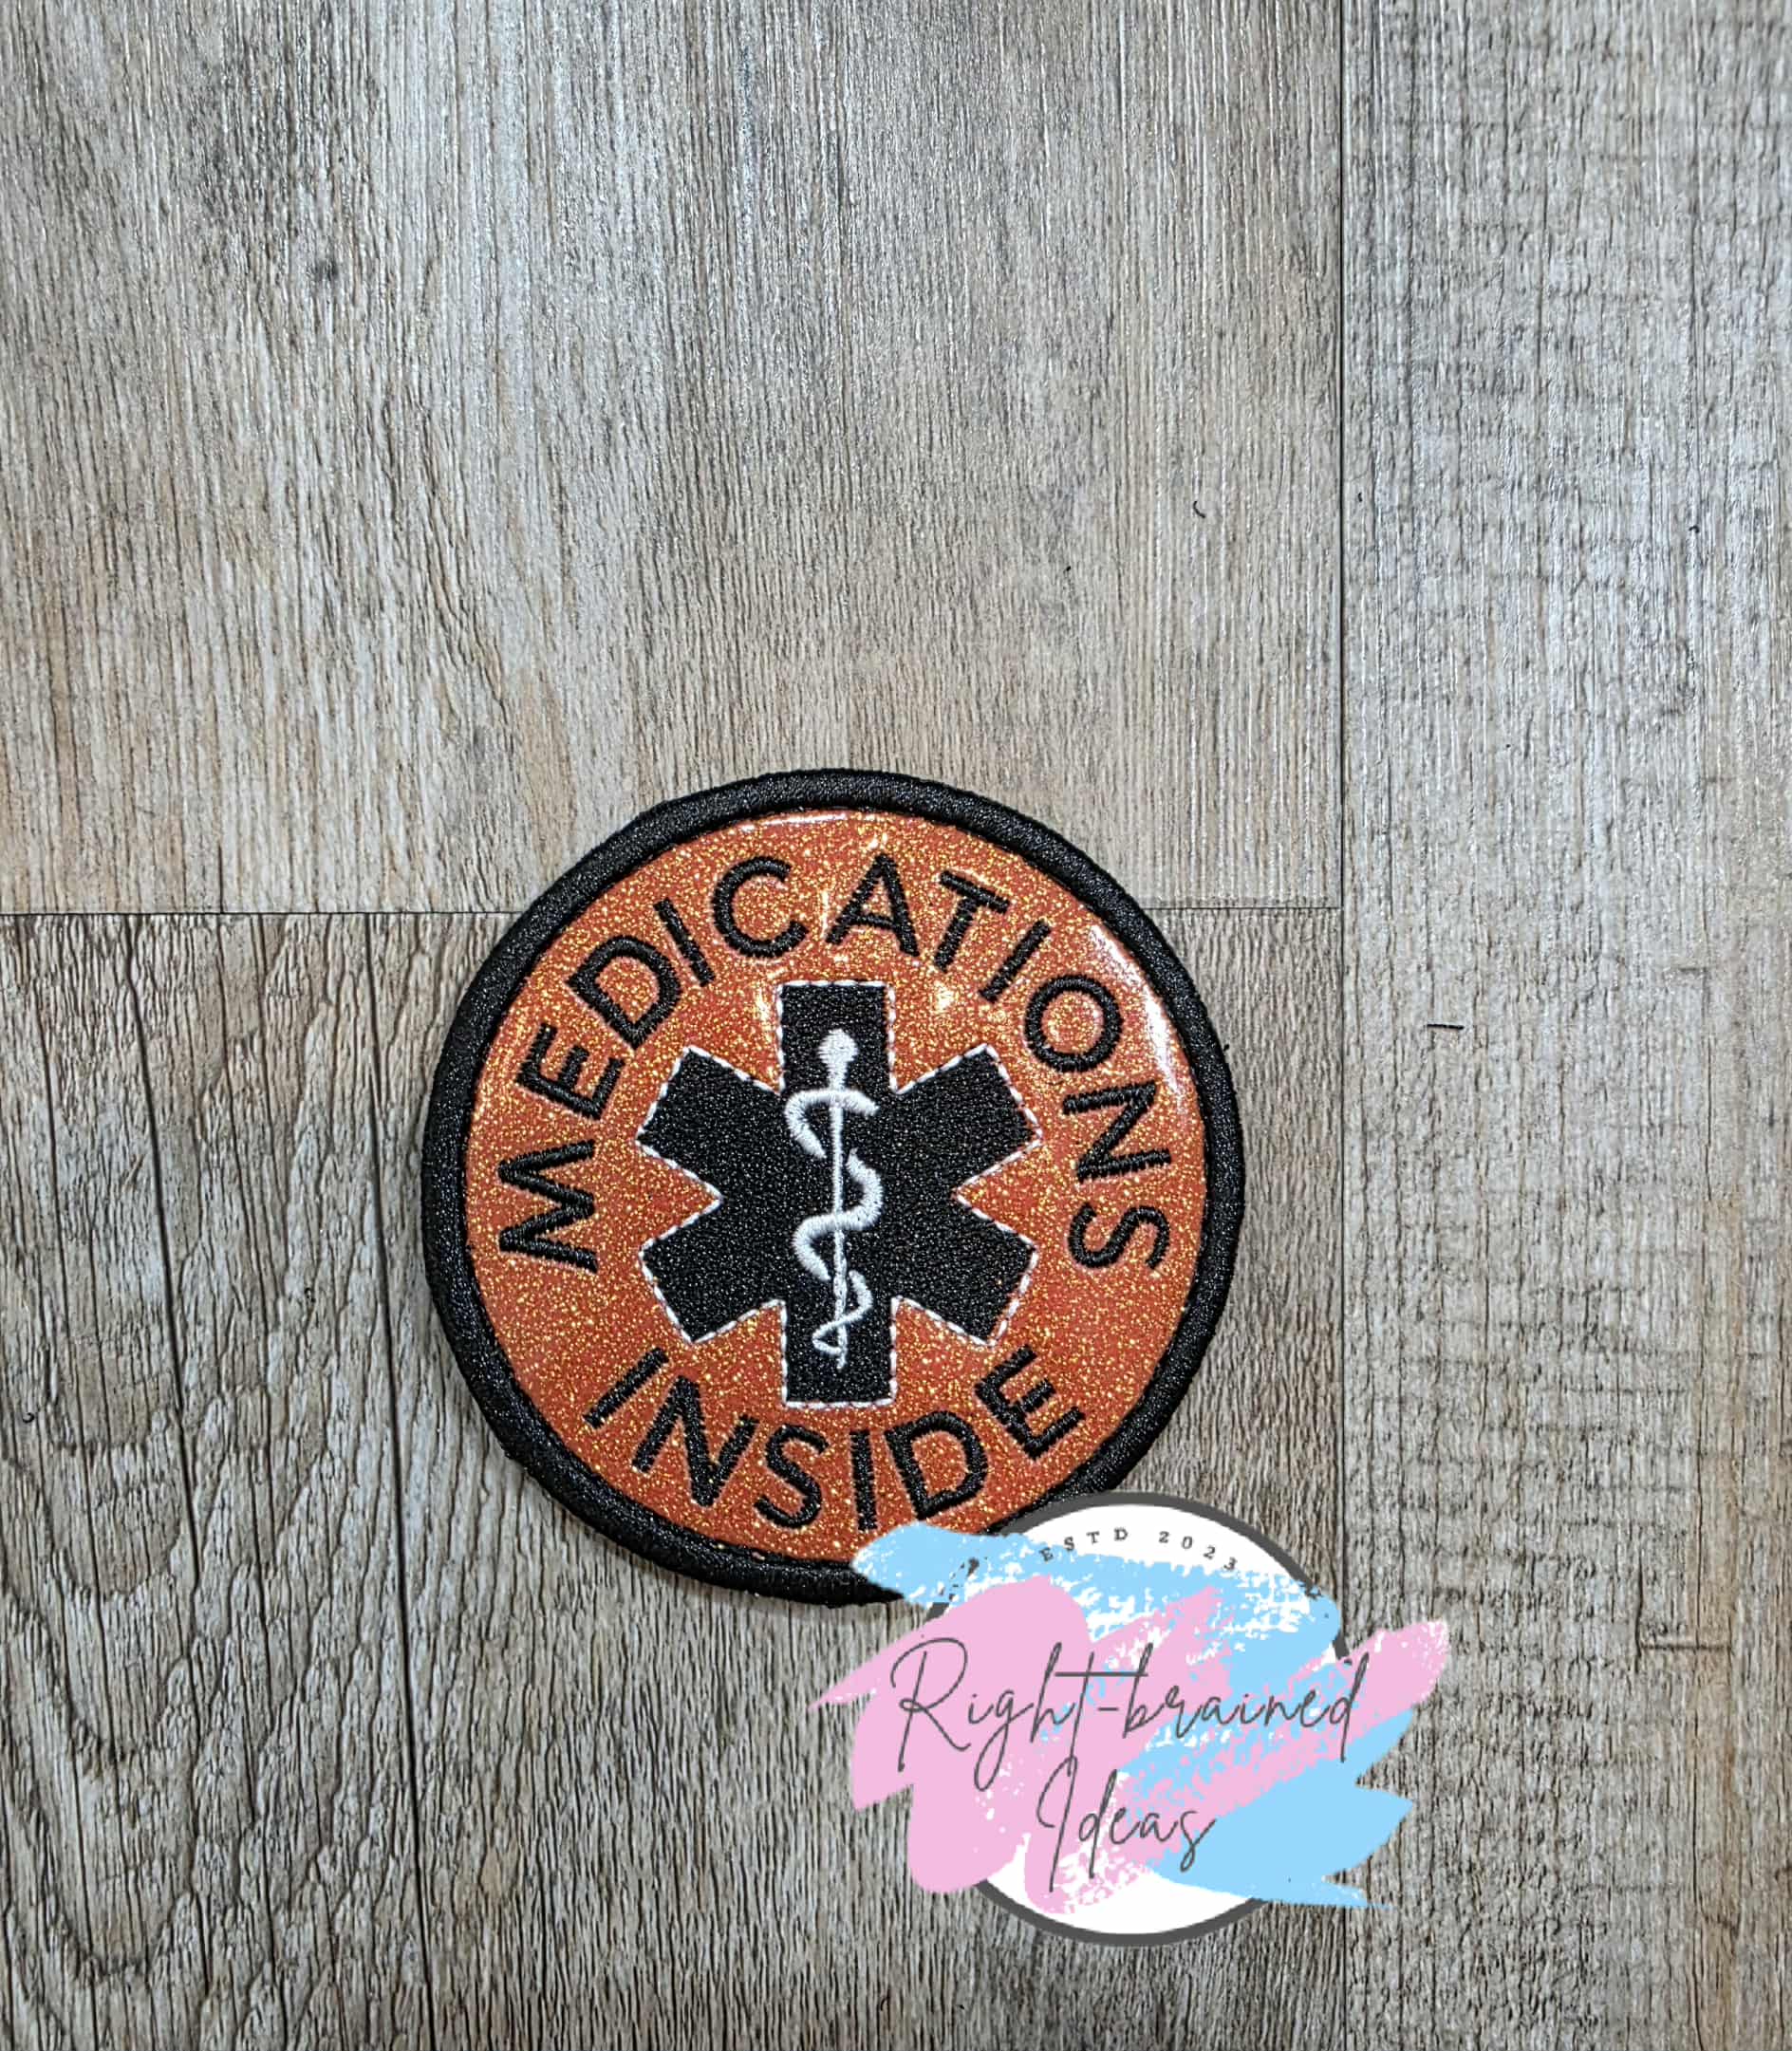 MEDICATIONS
INSIDE
ESTD 2023
Right-brained
Ideas